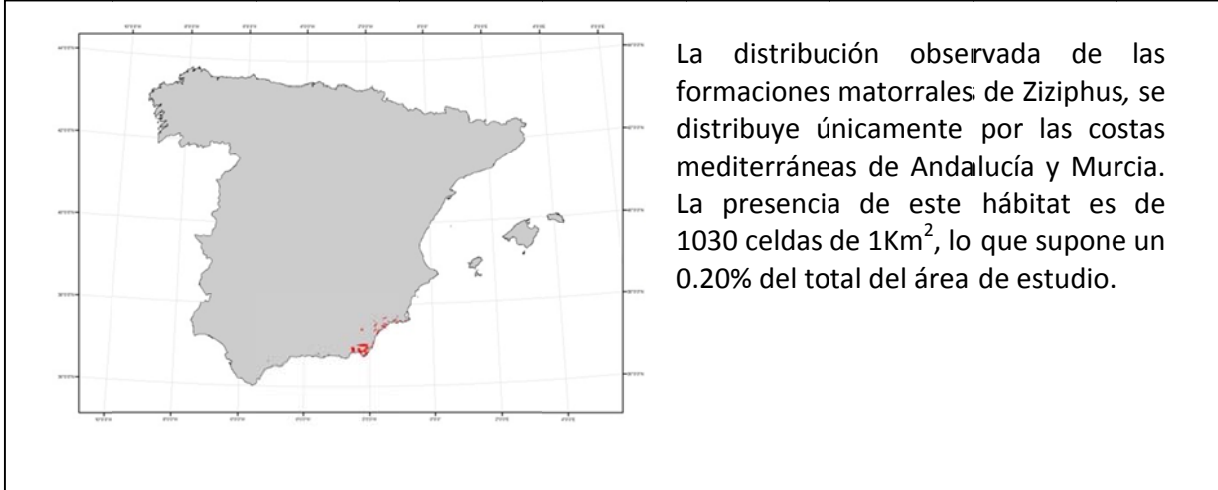 La distribución observada de las
formaciones matorrales de Ziziphus, se
distribuye únicamente por las costas
mediterráneas de Andalucía y Murcia.
La presencia de este hábitat es de
1030 celdas de 1Km², lo que supone un
0.20% del total del área de estudio.